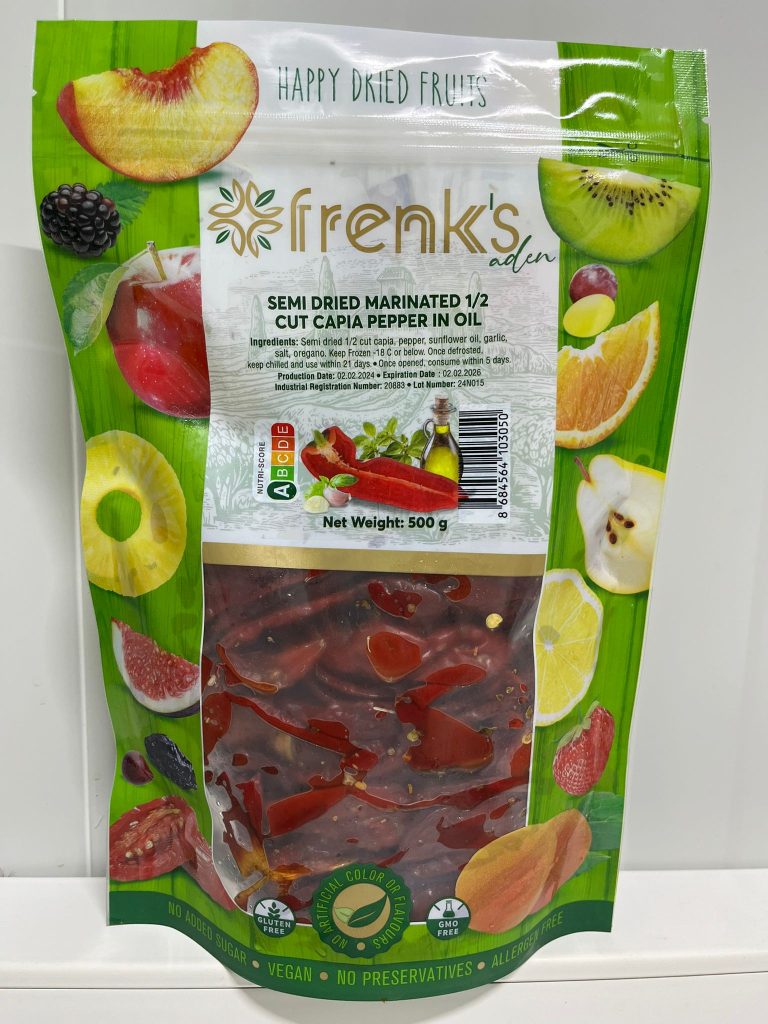 HAPPY DRIED FRUITS
frenk's
aden
SEMI DRIED MARINATED 1/2
CUT CAPIA PEPPER IN OIL
Ingredients: Semi dried 1/2 cut capia, pepper, sunflower oil, garlic,
salt, oregano. Keep Frozen -18 C or below. Once defrosted,
keep chilled and use within 21 days. • Once opened, consume within 5 days.
Production Date: 02.02.2024 • Expiration Date : 02.02.2026
Industrial Registration Number: 20883 • Lot Number: 24N015
NUTRI-SCORE
A B C D E
8 684564 103050
Net Weight: 500 g
GLUTEN
FREE
NO ARTIFICIAL COLOR OR FLAVOURS
GMO
FREE
NO ADDED SUGAR • VEGAN • NO PRESERVATIVES • ALLERGEN FREE